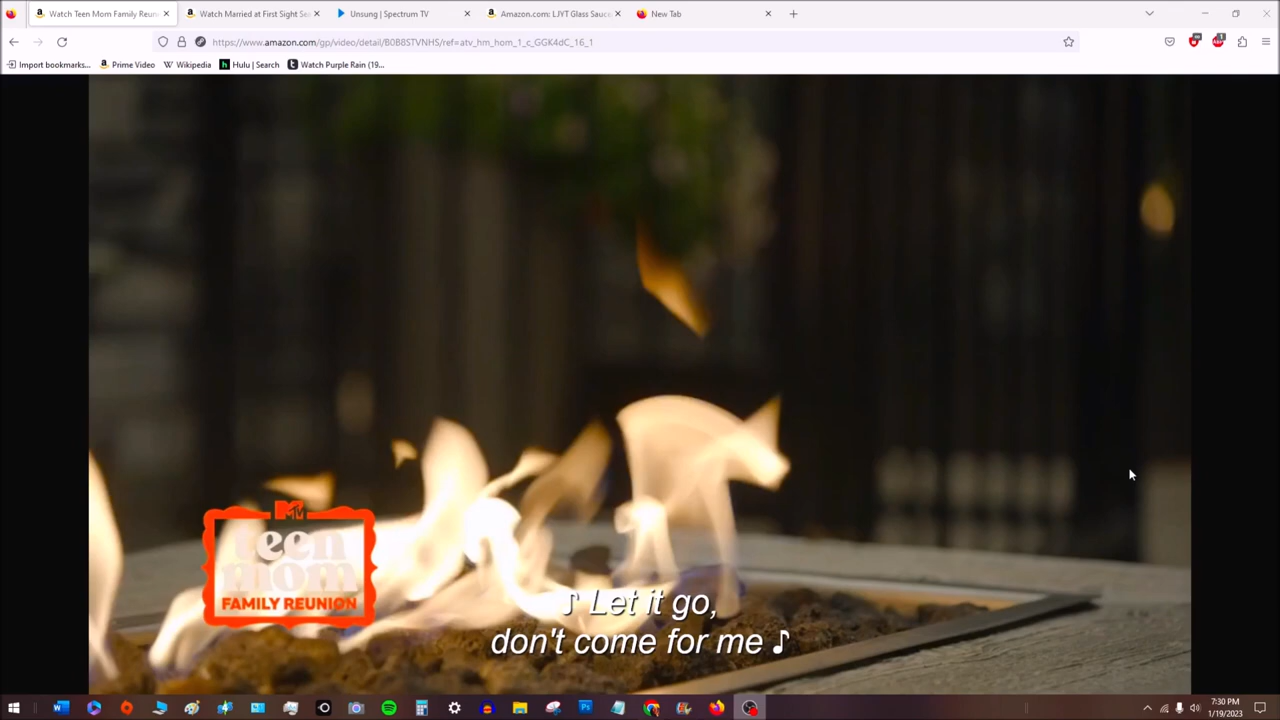 Watch Teen Mom Family Reun
Watch Married at First Sight Se
Unsung | Spectrum TV
Amazon.com: LJYT Glass Sauce
New Tab
https://www.amazon.com/gp/video/detail/B0B8STVNHS/ref=atv_hm_hom_1_c_GGK4dC_16_1
Import bookmarks...
Prime Video
Wikipedia
Hulu | Search
Watch Purple Rain (19...
MTV
teen
mom
FAMILY REUNION
♪ Let it go,
don't come for me ♪
7:30 PM
1/19/2023